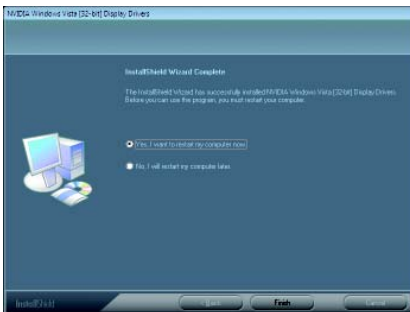 NVIDIA Windows Vista (32-bit) Display Drivers
InstallShield Wizard Complete
The InstallShield Wizard has successfully installed NVIDIA Windows Vista (32-bit) Display Drivers.
Before you can use the program, you must restart your computer.
Yes, I want to restart my computer now.
No, I will restart my computer later.
InstallShield
< Back
Finish
Cancel